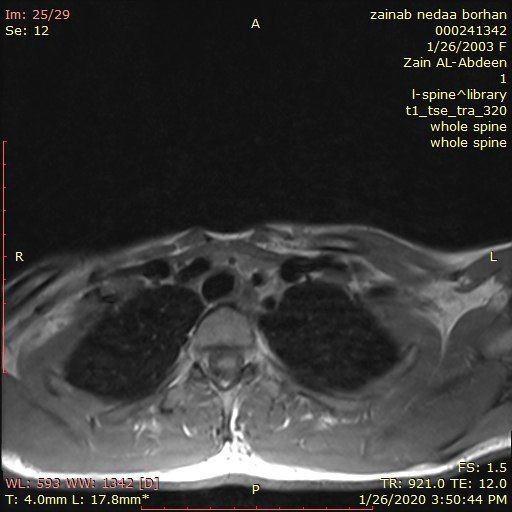 Im: 25/29
Se: 12
A
zainab nedaa borhan
000241342
1/26/2003 F
Zain AL-Abdeen
1
l-spine^library
t1_tse_tra_320
whole spine
whole spine
R
L
WL: 593 WW: 1342 [D]
T: 4.0mm L: 17.8mm*
P
FS: 1.5
TR: 921.0 TE: 12.0
1/26/2020 3:50:44 PM